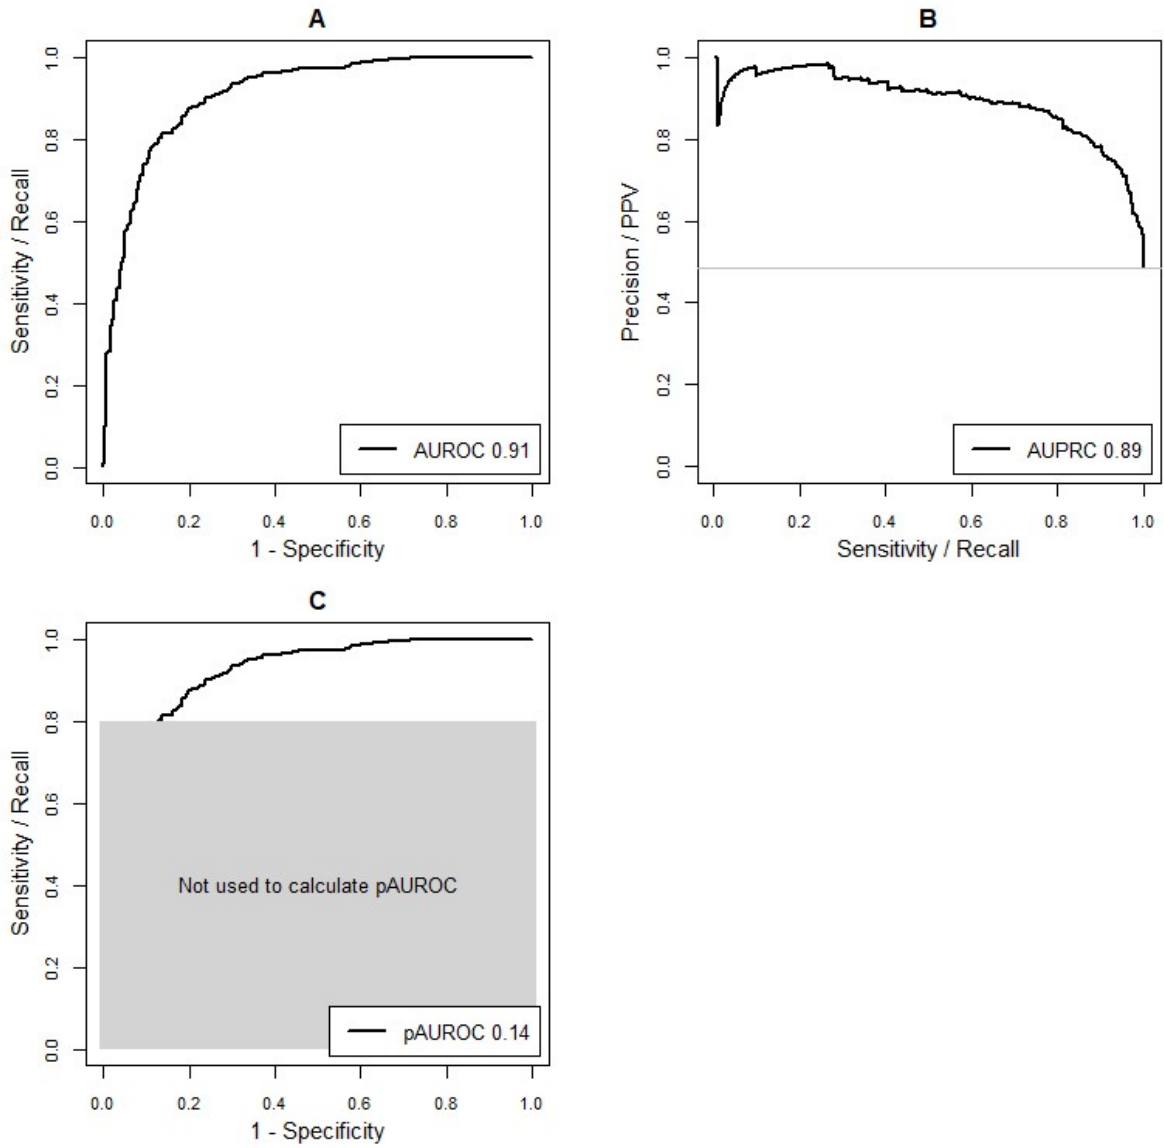 A
Sensitivity / Recall
1.0
0.8
0.6
0.4
0.2
0.0
AUROC 0.91
0.0 0.2 0.4 0.6 0.8 1.0
1 - Specificity
B
Precision / PPV
1.0
0.8
0.6
0.4
0.2
0.0
AUPRC 0.89
0.0 0.2 0.4 0.6 0.8 1.0
Sensitivity / Recall
C
Sensitivity / Recall
1.0
0.8
0.6
0.4
0.2
0.0
Not used to calculate pAUROC
pAUROC 0.14
0.0 0.2 0.4 0.6 0.8 1.0
1 - Specificity